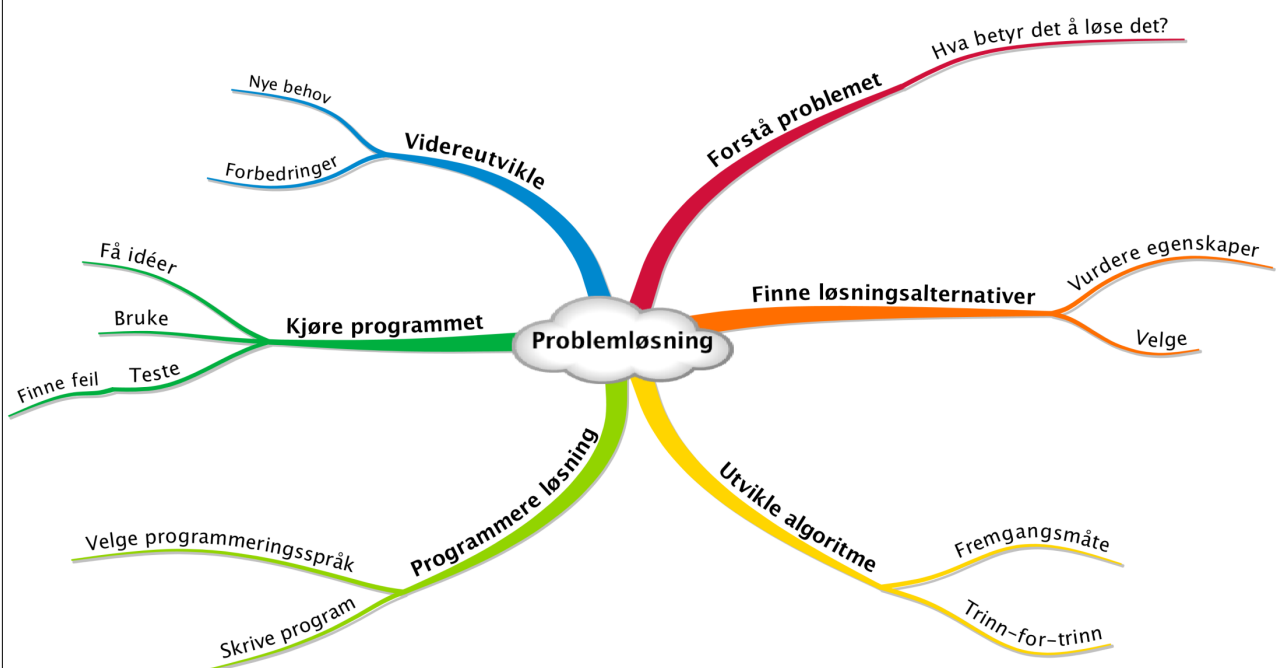 Problemløsning
Forstå problemet
Hva betyr det å løse det?
Finne løsningsalternativer
Vurdere egenskaper
Velge
Utvikle algoritme
Fremgangsmåte
Trinn-for-trinn
Programmere løsning
Velge programmeringsspråk
Skrive program
Kjøre programmet
Få idéer
Bruke
Teste
Finne feil
Videreutvikle
Nye behov
Forbedringer